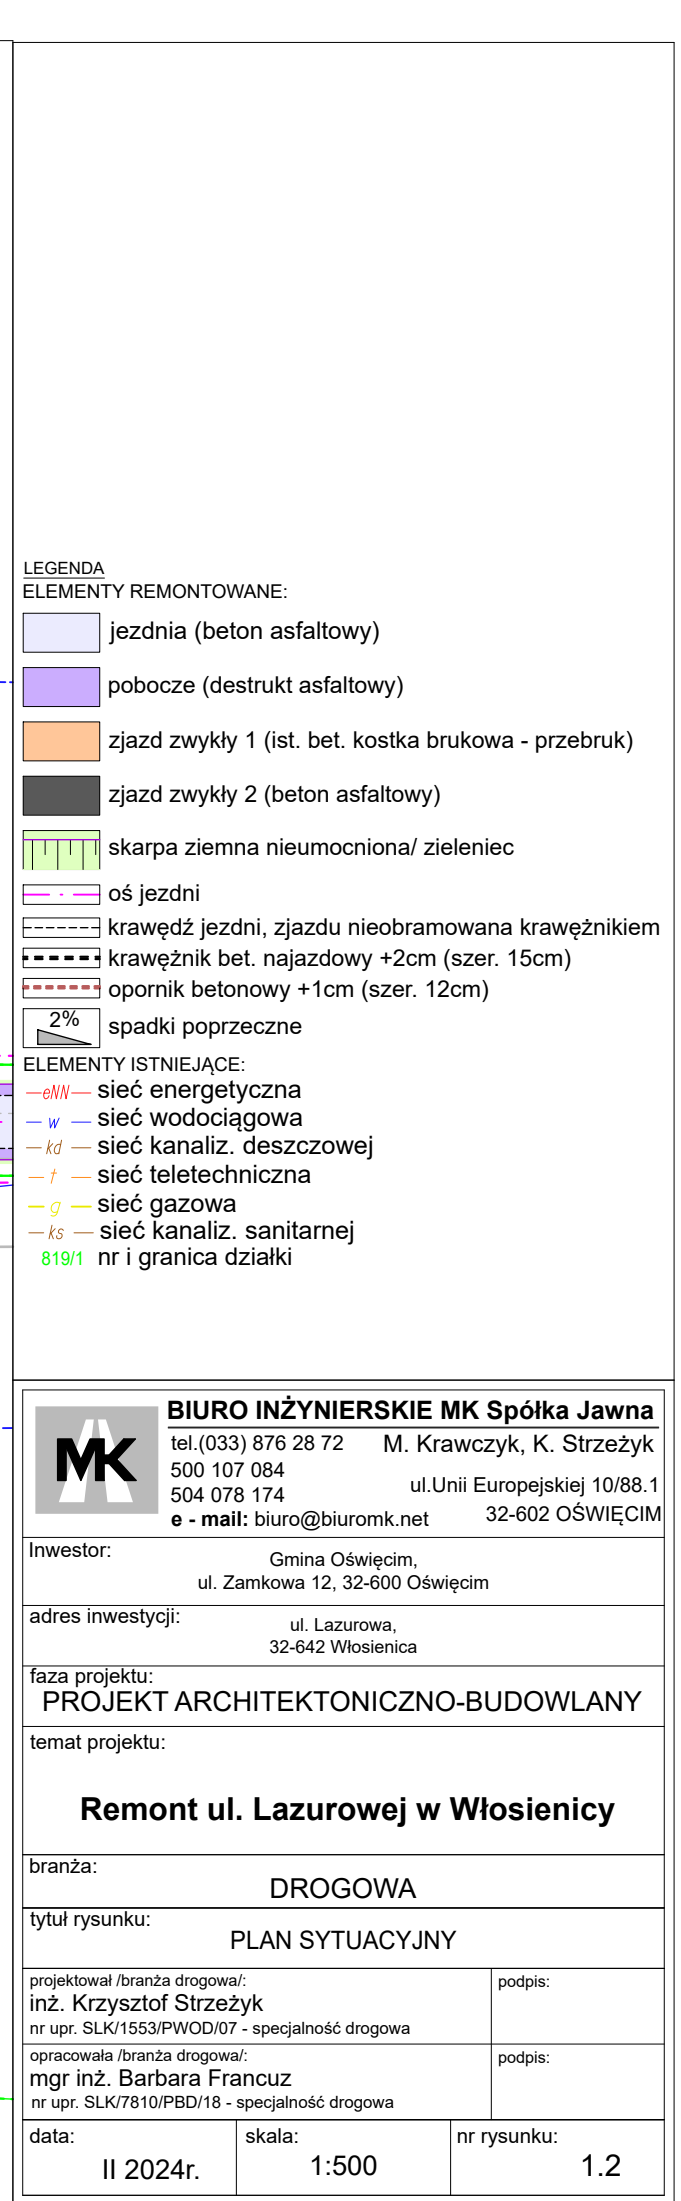 LEGENDA
ELEMENTY REMONTOWANE:
jezdnia (beton asfaltowy)
pobocze (destrukt asfaltowy)
zjazd zwykły 1 (ist. bet. kostka brukowa - przebruk)
zjazd zwykły 2 (beton asfaltowy)
skarpa ziemna nieumocniona/ zieleniec
oś jezdni
krawędź jezdni, zjazdu nieobramowana krawężnikiem
krawężnik bet. najazdowy +2cm (szer. 15cm)
opornik betonowy +1cm (szer. 12cm)
2% spadki poprzeczne
ELEMENTY ISTNIEJĄCE:
eNN sieć energetyczna
w sieć wodociągowa
kd sieć kanaliz. deszczowej
t sieć teletechniczna
g sieć gazowa
ks sieć kanaliz. sanitarnej
819/1 nr i granica działki
MK
BIURO INŻYNIERSKIE MK Spółka Jawna
tel.(033) 876 28 72 M. Krawczyk, K. Strzeżyk
500 107 084
504 078 174
ul.Unii Europejskiej 10/88.1
e - mail: biuro@biuromk.net
32-602 OŚWIĘCIM
Inwestor:
Gmina Oświęcim,
ul. Zamkowa 12, 32-600 Oświęcim
adres inwestycji:
ul. Lazurowa,
32-642 Włosienica
faza projektu:
PROJEKT ARCHITEKTONICZNO-BUDOWLANY
temat projektu:
Remont ul. Lazurowej w Włosienicy
branża:
DROGOWA
tytuł rysunku:
PLAN SYTUACYJNY
projektował /branża drogowa/: podpis:
inż. Krzysztof Strzeżyk
nr upr. SLK/1553/PWOD/07 - specjalność drogowa
opracowała /branża drogowa/: podpis:
mgr inż. Barbara Francuz
nr upr. SLK/7810/PBD/18 - specjalność drogowa
data: skala: nr rysunku:
II 2024r. 1:500 1.2